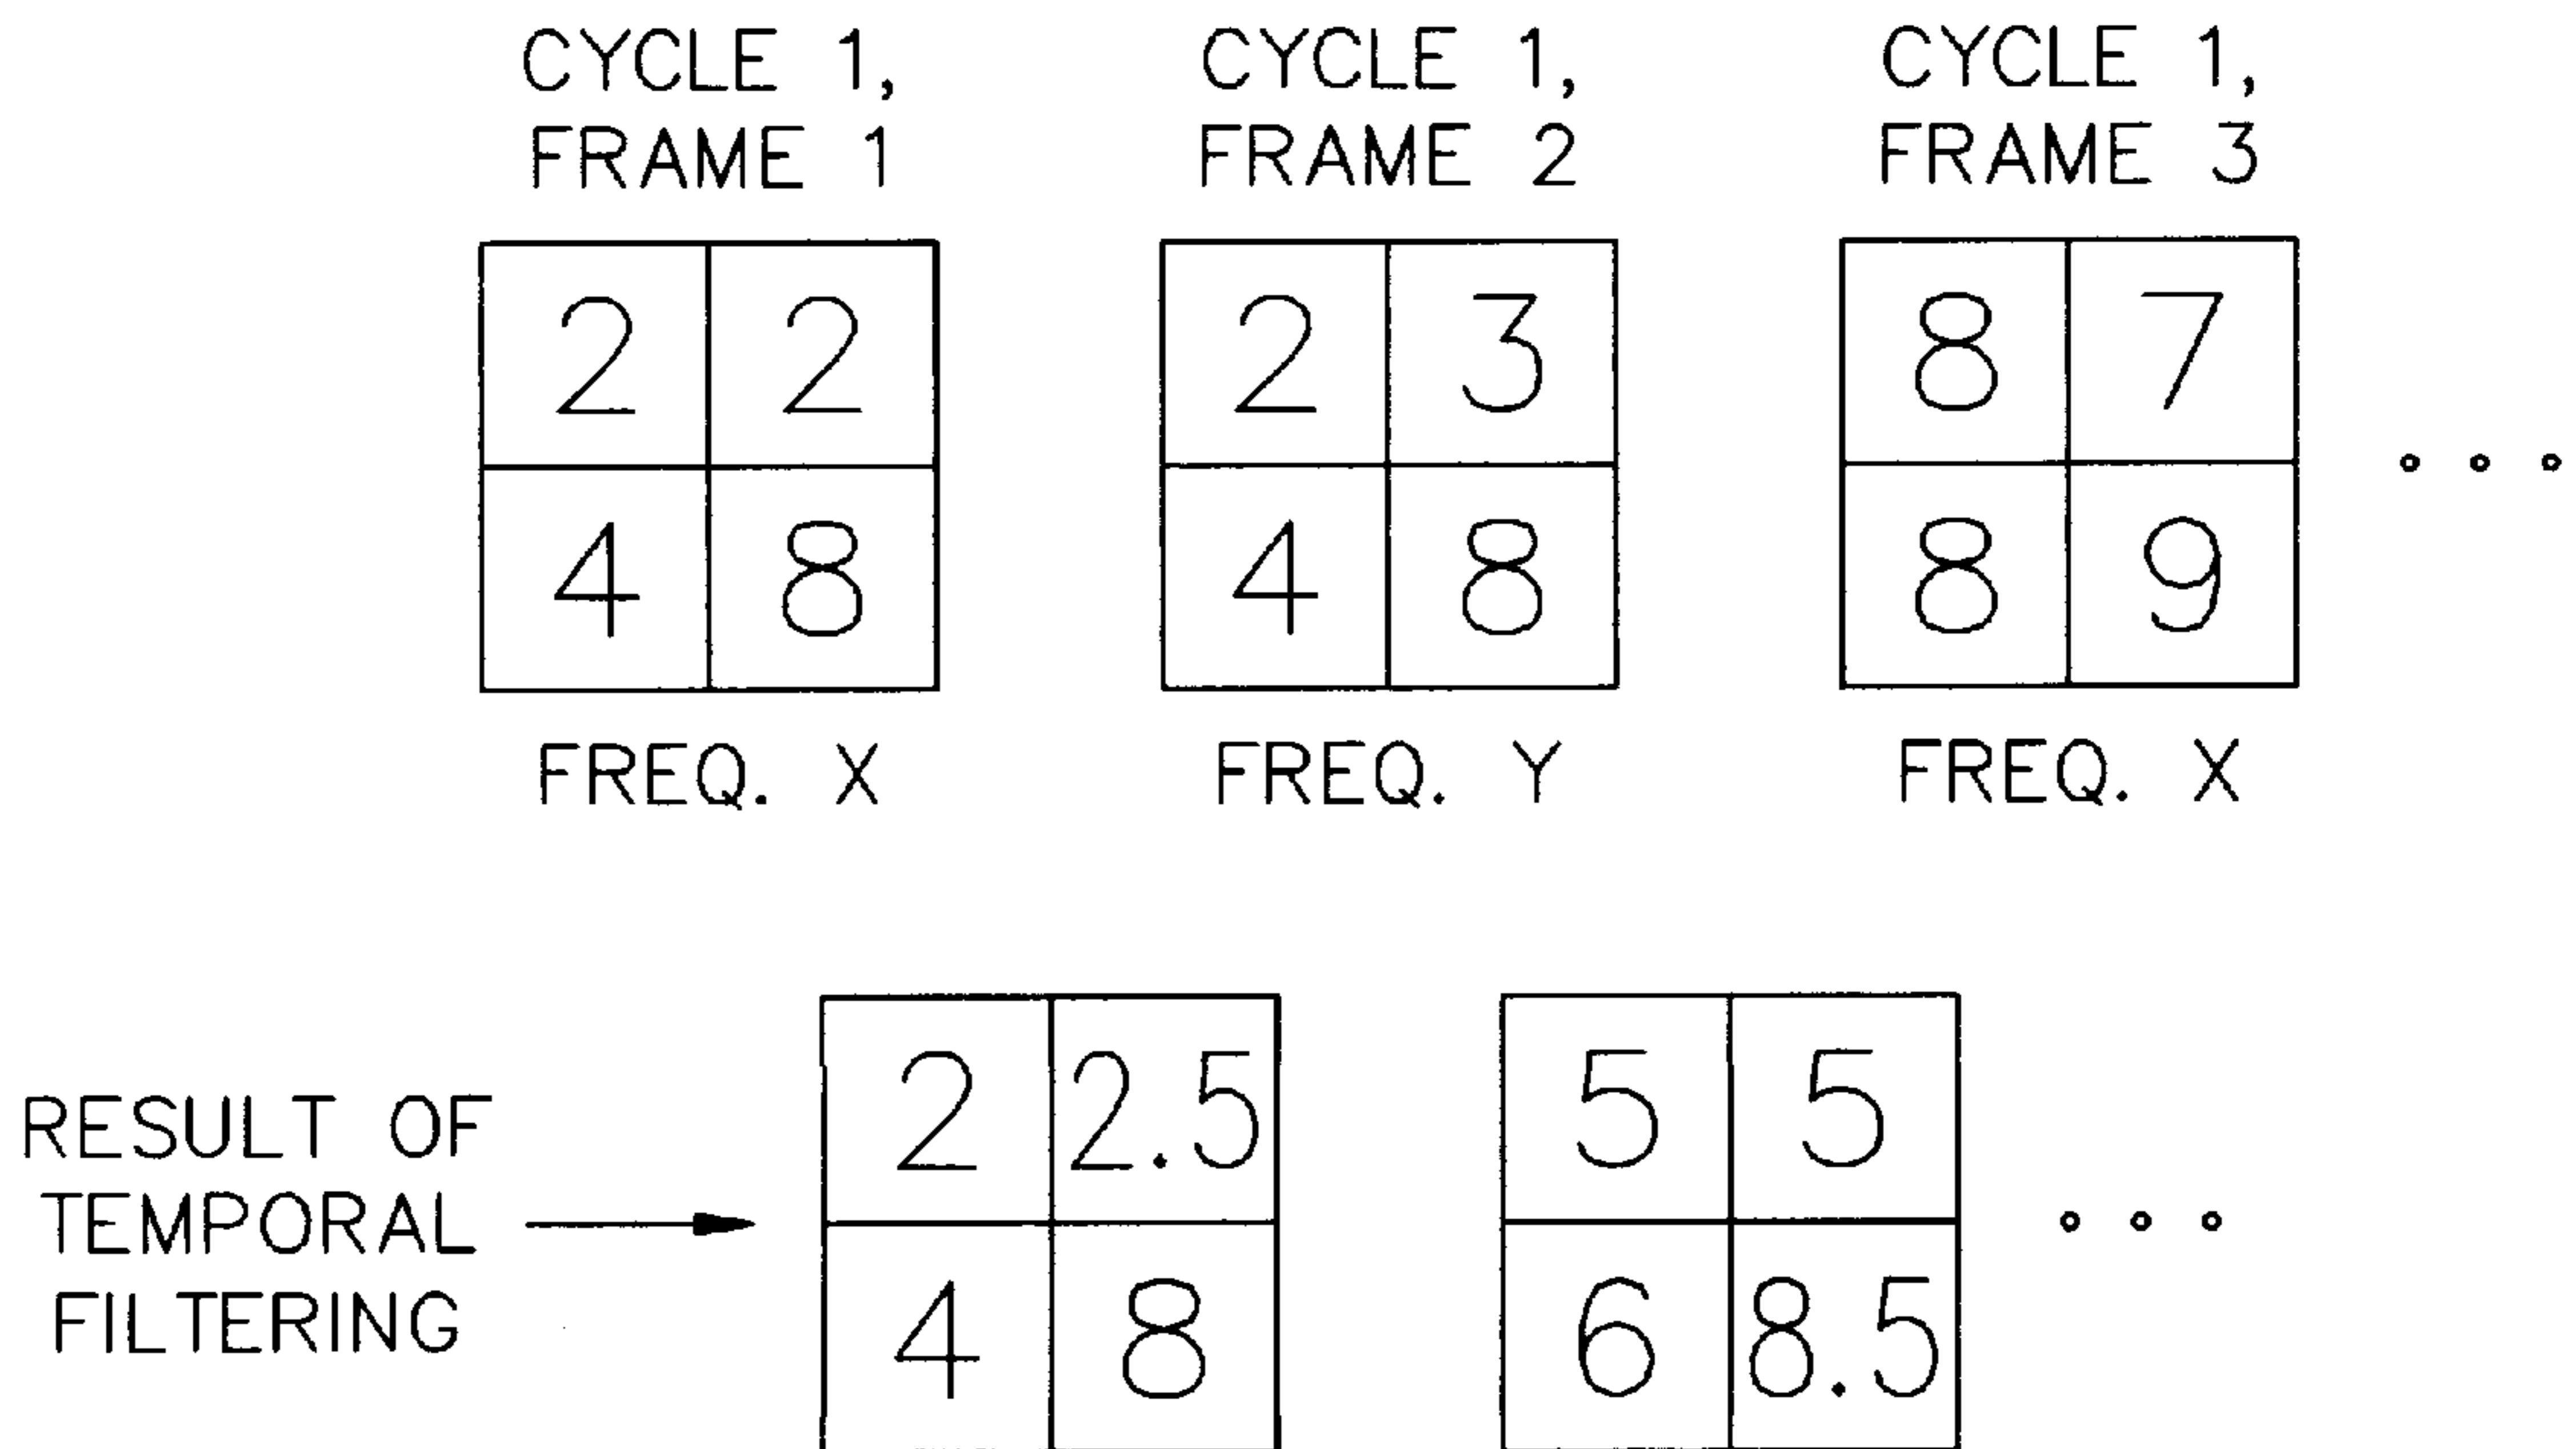 CYCLE 1, CYCLE 1, CYCLE 1,
FRAME 1 FRAME 2 FRAME 3
2 2 2 3 8 7
4 8 4 8 8 9
FREQ. X FREQ. Y FREQ. X
RESULT OF
TEMPORAL
FILTERING
2 2.5 5 5
4 8 6 8.5